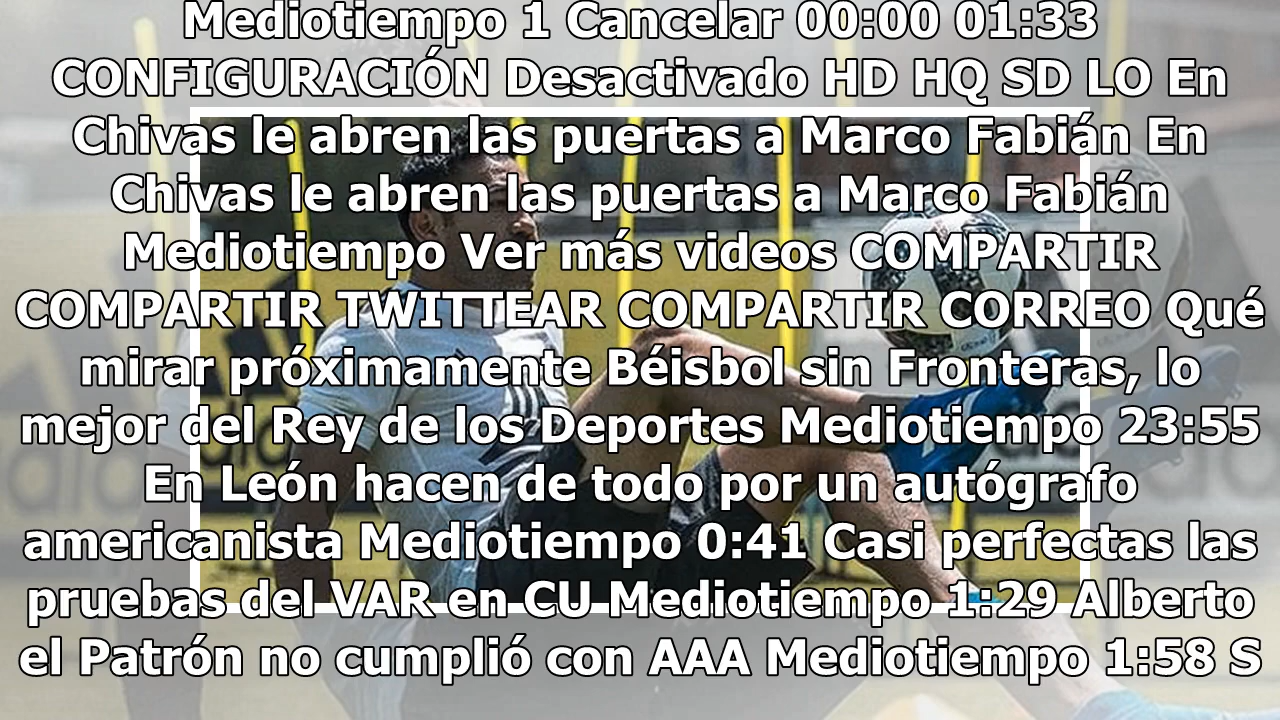 Mediotiempo 1 Cancelar 00:00 01:33
CONFIGURACIÓN Desactivado HD HQ SD LO En
Chivas le abren las puertas a Marco Fabián En
Chivas le abren las puertas a Marco Fabián
Mediotiempo Ver más videos COMPARTIR
COMPARTIR TWITTEAR COMPARTIR CORREO Qué
mirar próximamente Béisbol sin Fronteras, lo
mejor del Rey de los Deportes Mediotiempo 23:55
En León hacen de todo por un autógrafo
americanista Mediotiempo 0:41 Casi perfectas las
pruebas del VAR en CU Mediotiempo 1:29 Alberto
el Patrón no cumplió con AAA Mediotiempo 1:58 S